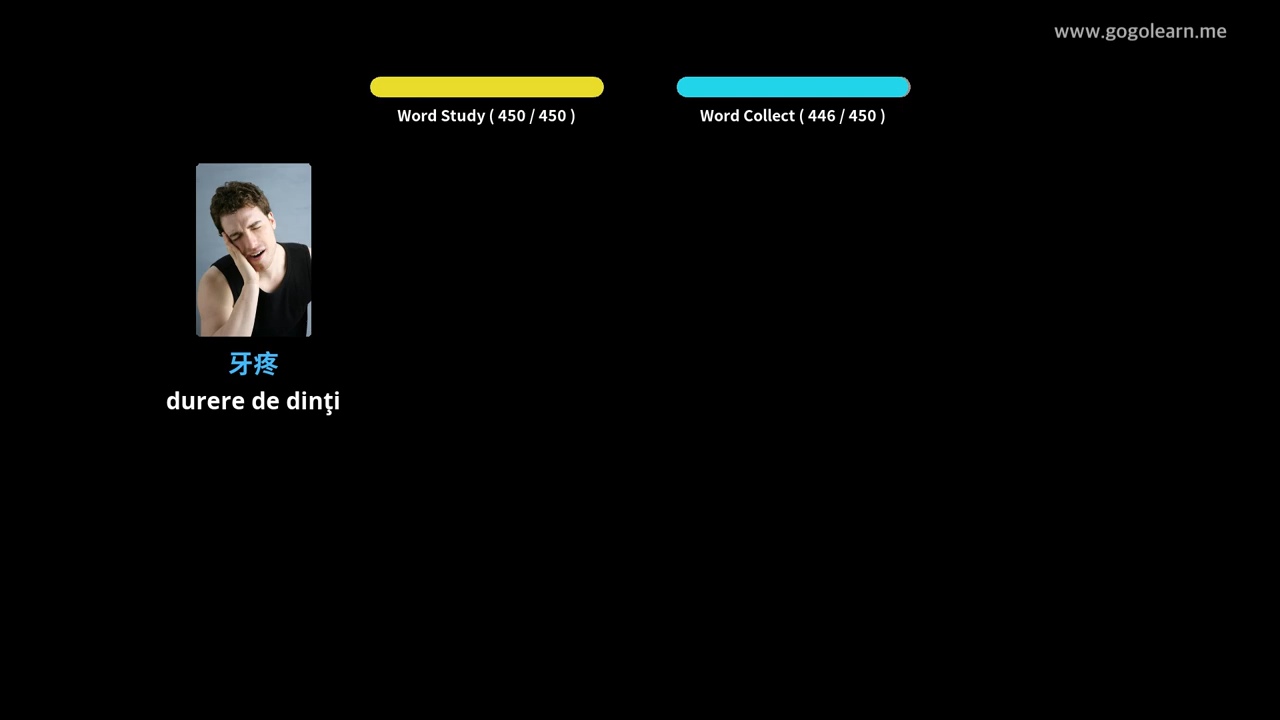 www.gogolearn.me
Word Study ( 450 / 450 )
Word Collect ( 446 / 450 )
牙疼
durere de dinţi